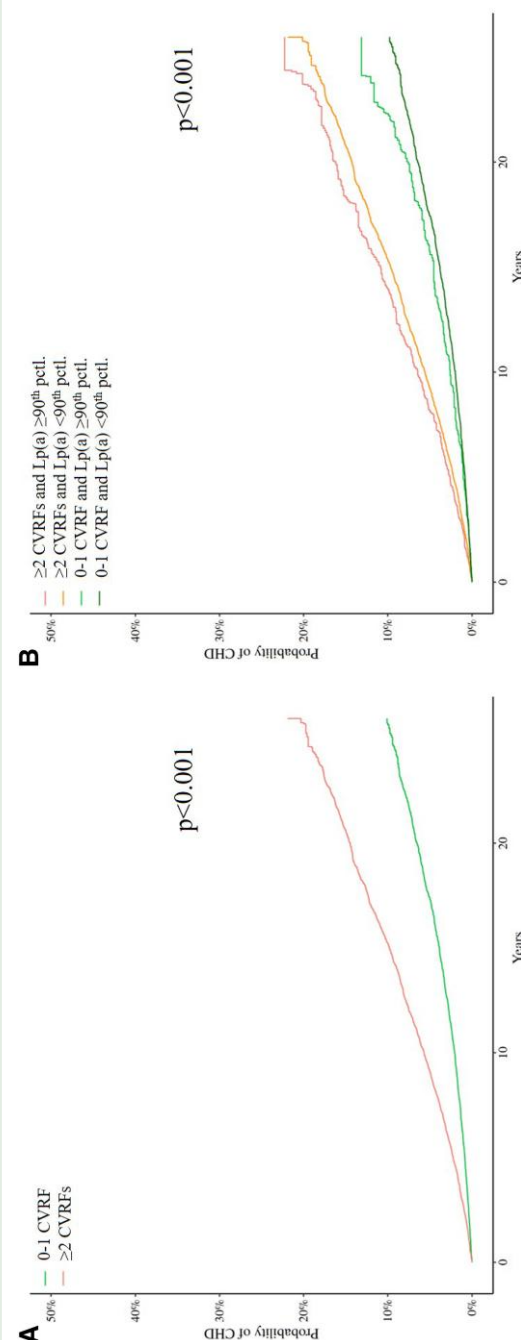 A
0-1 CVRF
≥2 CVRFs
p<0.001
50%
40%
30%
20%
10%
0%
Probability of CHD
0
10
20
Years
B
≥2 CVRFs and Lp(a) ≥90th pctl.
≥2 CVRFs and Lp(a) <90th pctl.
0-1 CVRF and Lp(a) ≥90th pctl.
0-1 CVRF and Lp(a) <90th pctl.
p<0.001
50%
40%
30%
20%
10%
0%
Probability of CHD
0
10
20
Years